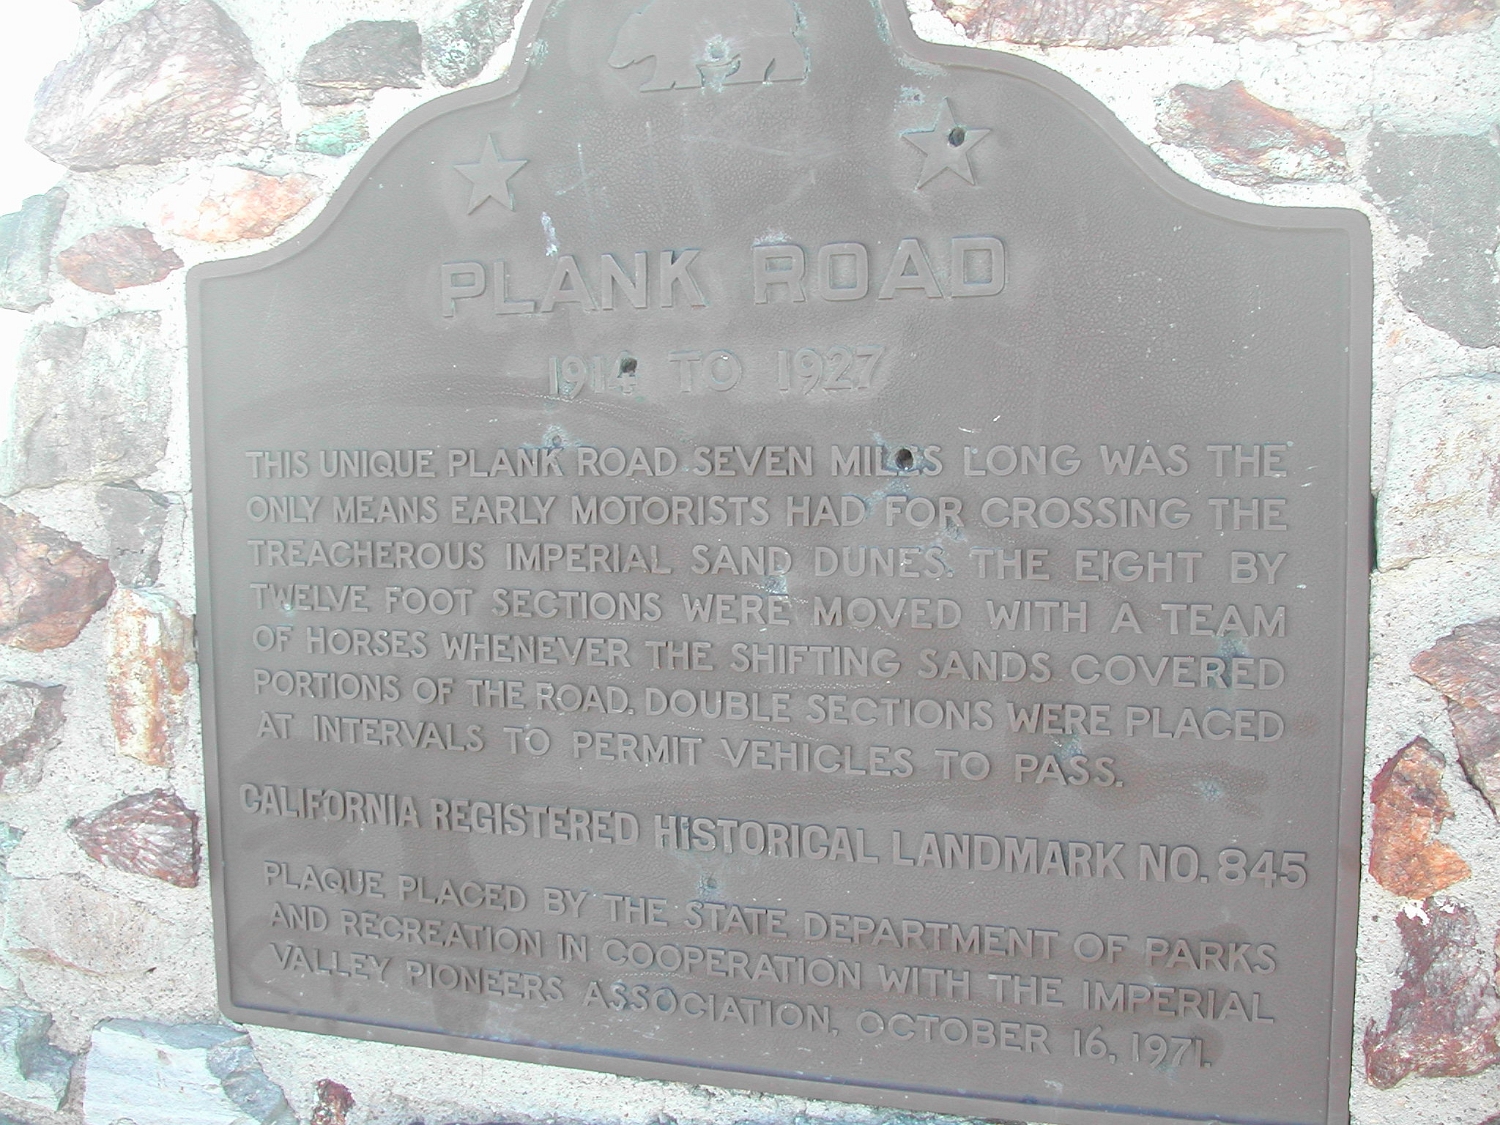 PLANK ROAD
1914 TO 1927
THIS UNIQUE PLANK ROAD SEVEN MILES LONG WAS THE
ONLY MEANS EARLY MOTORISTS HAD FOR CROSSING THE
TREACHEROUS IMPERIAL SAND DUNES. THE EIGHT BY
TWELVE FOOT SECTIONS WERE MOVED WITH A TEAM
OF HORSES WHENEVER THE SHIFTING SANDS COVERED
PORTIONS OF THE ROAD. DOUBLE SECTIONS WERE PLACED
AT INTERVALS TO PERMIT VEHICLES TO PASS.
CALIFORNIA REGISTERED HISTORICAL LANDMARK NO. 845
PLAQUE PLACED BY THE STATE DEPARTMENT OF PARKS
AND RECREATION IN COOPERATION WITH THE IMPERIAL
VALLEY PIONEERS ASSOCIATION, OCTOBER 16, 1971.